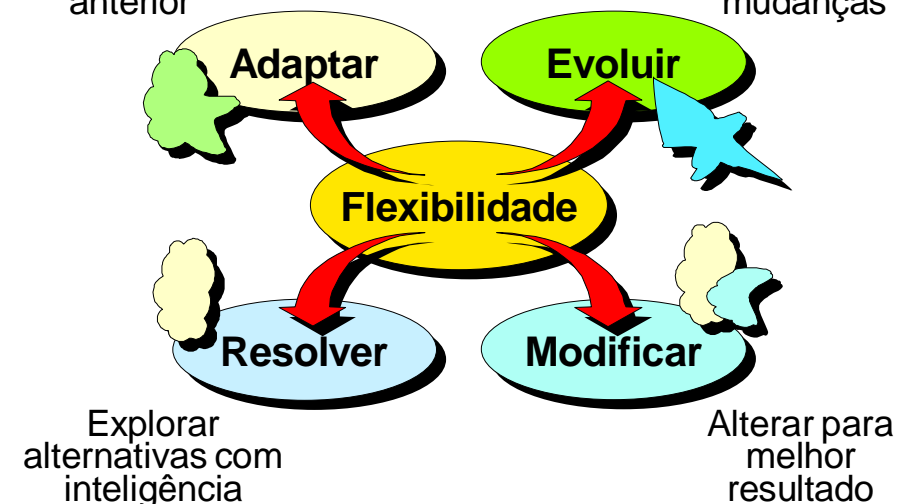 anterior
mudanças
Adaptar
Evoluir
Flexibilidade
Resolver
Modificar
Explorar
alternativas com
inteligência
Alterar para
melhor
resultado